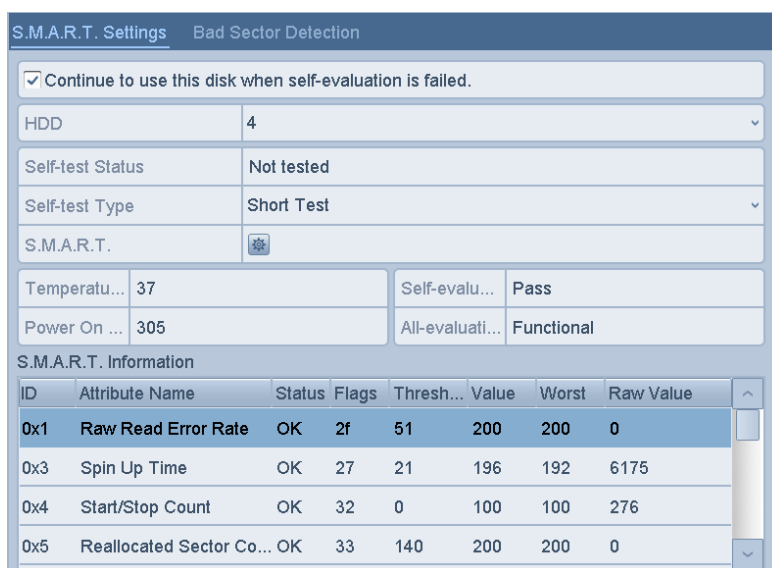 S.M.A.R.T. Settings Bad Sector Detection
Continue to use this disk when self-evaluation is failed.
HDD 4
Self-test Status Not tested
Self-test Type Short Test
S.M.A.R.T.
Temperatu... 37 Self-evalu... Pass
Power On ... 305 All-evaluati... Functional
S.M.A.R.T. Information
ID Attribute Name Status Flags Thresh... Value Worst Raw Value
0x1 Raw Read Error Rate OK 2f 51 200 200 0
0x3 Spin Up Time OK 27 21 196 192 6175
0x4 Start/Stop Count OK 32 0 100 100 276
0x5 Reallocated Sector Co... OK 33 140 200 200 0